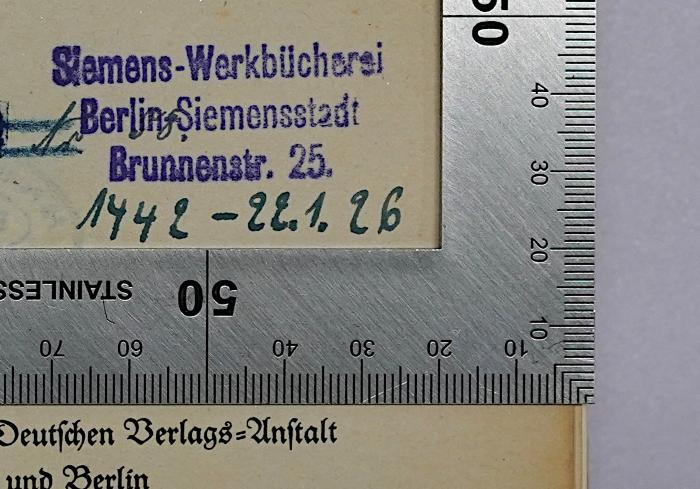 Siemens-Werkbücherei
Berlin-Siemensstadt
Brunnenstr. 25.
1442 - 22.1.26
50
40
30
20
10
STAINLESS
50
70
60
40
30
20
10
Deutschen Verlags=Anstalt
und Berlin